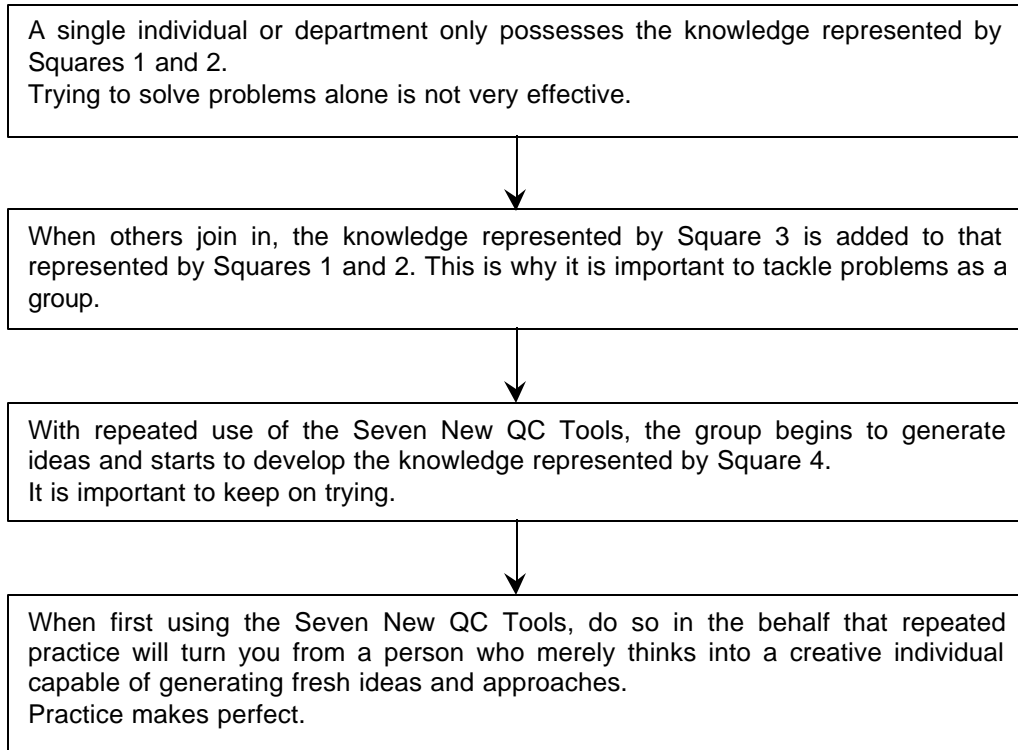 A single individual or department only possesses the knowledge represented by
Squares 1 and 2.
Trying to solve problems alone is not very effective.
When others join in, the knowledge represented by Square 3 is added to that
represented by Squares 1 and 2. This is why it is important to tackle problems as a
group.
With repeated use of the Seven New QC Tools, the group begins to generate
ideas and starts to develop the knowledge represented by Square 4.
It is important to keep on trying.
When first using the Seven New QC Tools, do so in the behalf that repeated
practice will turn you from a person who merely thinks into a creative individual
capable of generating fresh ideas and approaches.
Practice makes perfect.